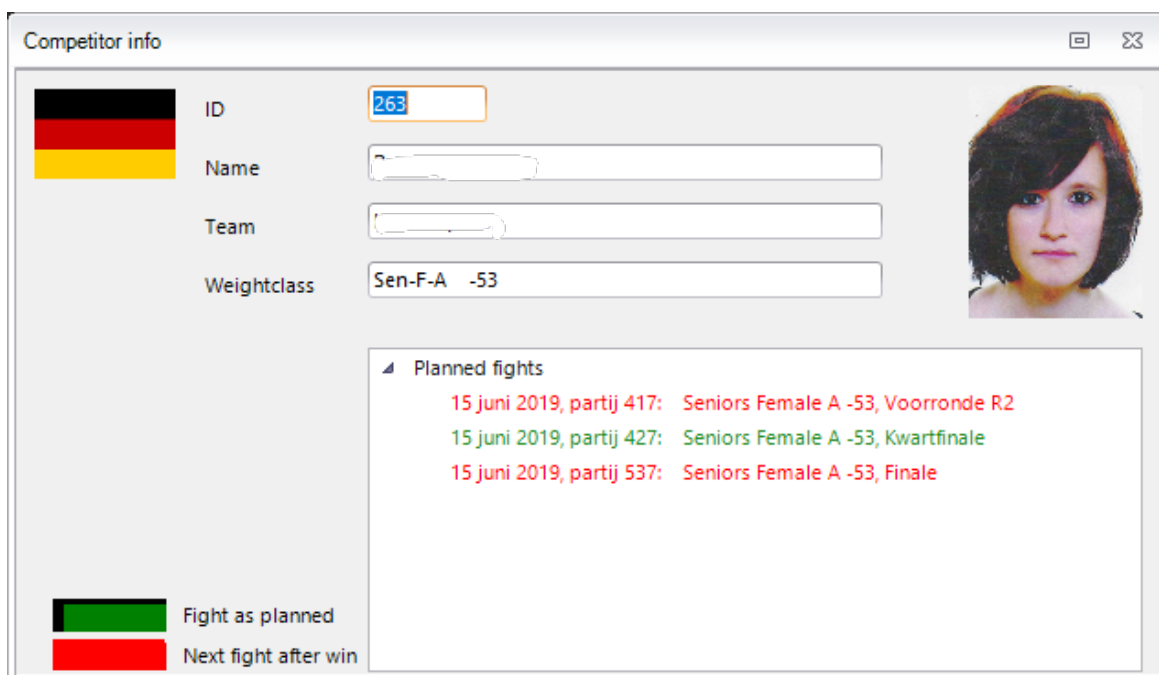 Competitor info
ID 263
Name
Team
Weightclass Sen-F-A -53
Planned fights
15 juni 2019, partij 417: Seniors Female A -53, Voorronde R2
15 juni 2019, partij 427: Seniors Female A -53, Kwartfinale
15 juni 2019, partij 537: Seniors Female A -53, Finale
Fight as planned
Next fight after win